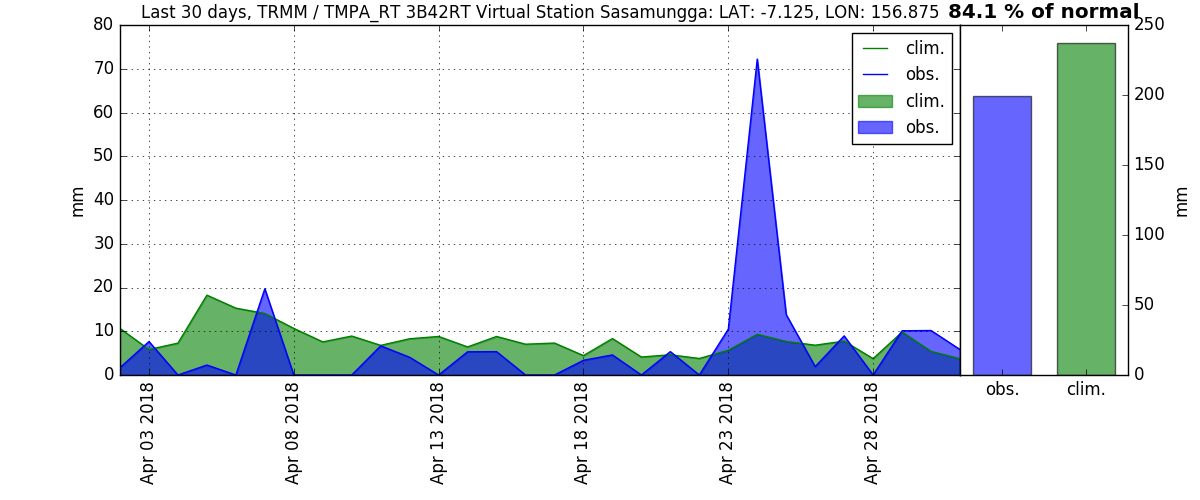 Last 30 days, TRMM / TMPA_RT 3B42RT Virtual Station Sasamungga: LAT: -7.125, LON: 156.875
84.1 % of normal
80
70
60
50
40
30
20
10
0
mm
clim.
obs.
clim.
obs.
Apr 03 2018
Apr 08 2018
Apr 13 2018
Apr 18 2018
Apr 23 2018
Apr 28 2018
250
200
150
100
50
0
mm
obs.
clim.